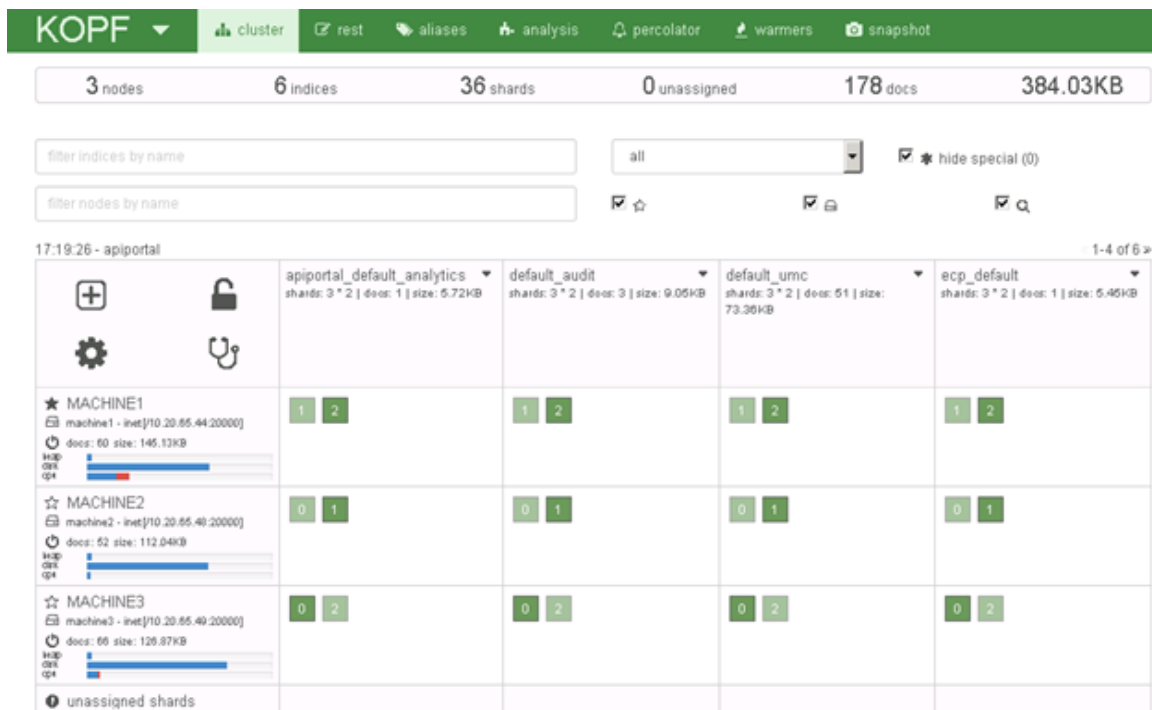 KOPF cluster rest aliases analysis percolator warmers snapshot
3 nodes 6 indices 36 shards 0 unassigned 178 docs 384.03KB
filter indices by name all hide special (0)
filter nodes by name
17:19:26 - apiportal 1-4 of 6 »
apiportal_default_analytics default_audit default_umc ecp_default
shards: 3 * 2 | docs: 1 | size: 5.72KB shards: 3 * 2 | docs: 3 | size: 9.05KB shards: 3 * 2 | docs: 51 | size: shards: 3 * 2 | docs: 1 | size: 5.45KB
73.36KB
MACHINE1 1 2 1 2 1 2 1 2
machine1 - inet[/10.20.65.44:20000]
docs: 60 size: 145.13KB
heap
disk
cpu
MACHINE2 0 1 0 1 0 1 0 1
machine2 - inet[/10.20.65.48:20000]
docs: 52 size: 112.04KB
heap
disk
cpu
MACHINE3 0 2 0 2 0 2 0 2
machine3 - inet[/10.20.65.49:20000]
docs: 66 size: 126.87KB
heap
disk
cpu
unassigned shards